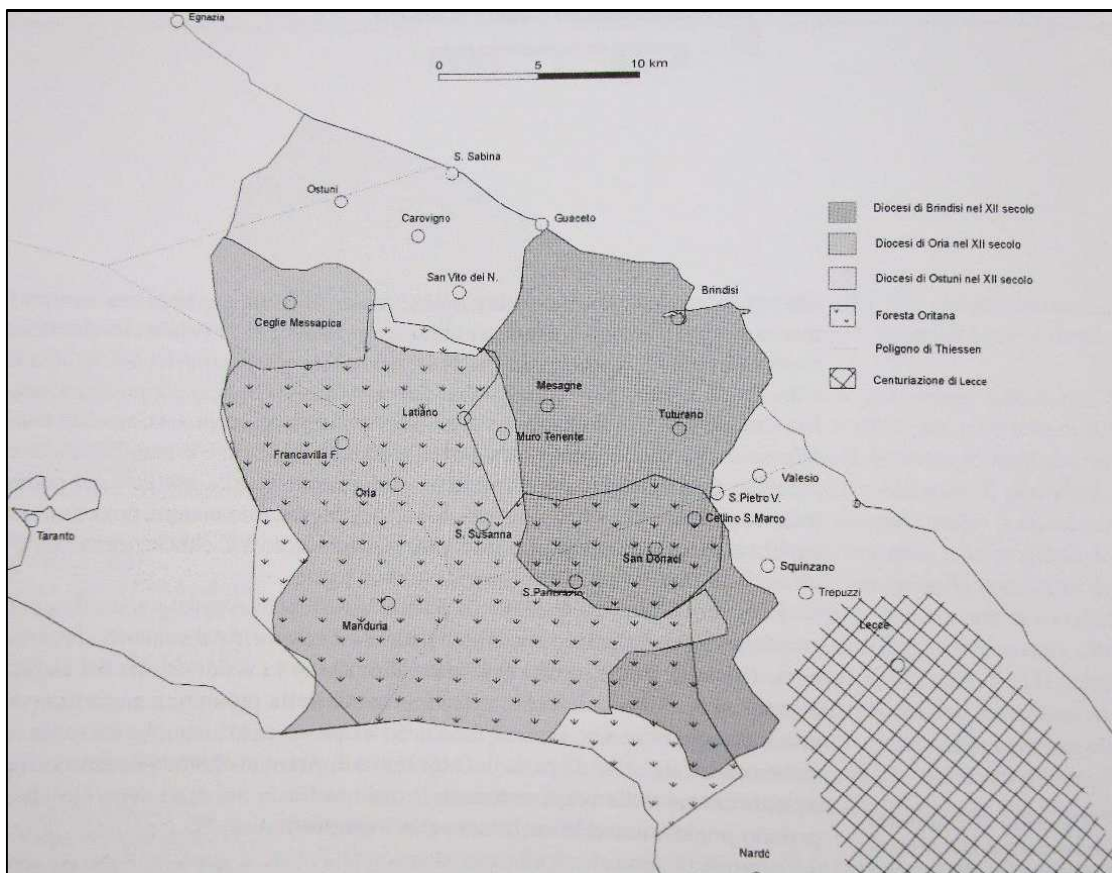 Egnazia
0 5 10 km
S. Sabina
Ostuni
Carovigno
Guaceto
San Vito dei N.
Brindisi
Ceglie Messapica
Mesagne
Latiano
Muro Tenente
Tuturano
Francavilla F.
Oria
Valesio
S. Pietro V.
Cellino S.Marco
Taranto
S. Susanna
San Donaci
Squinzano
S.Pancrazio
Trepuzzi
Manduria
Lecce
Nardò
Diocesi di Brindisi nel XII secolo
Diocesi di Oria nel XII secolo
Diocesi di Ostuni nel XII secolo
Foresta Oritana
Poligono di Thiessen
Centuriazione di Lecce